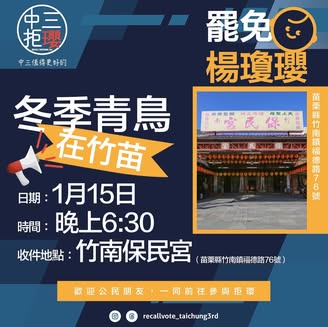 中三
拒瓔
中三值得更好的
罷免
楊瓊瓔
冬季青鳥
在竹苗
日期：1月15日
時間：晚上6:30
收件地點：竹南保民宮（苗栗縣竹南鎮福德路76號）
保民宮
苗栗縣竹南鎮福德路76號
歡迎公民朋友，一同前往參與拒瓔
recallvote_taichung3rd